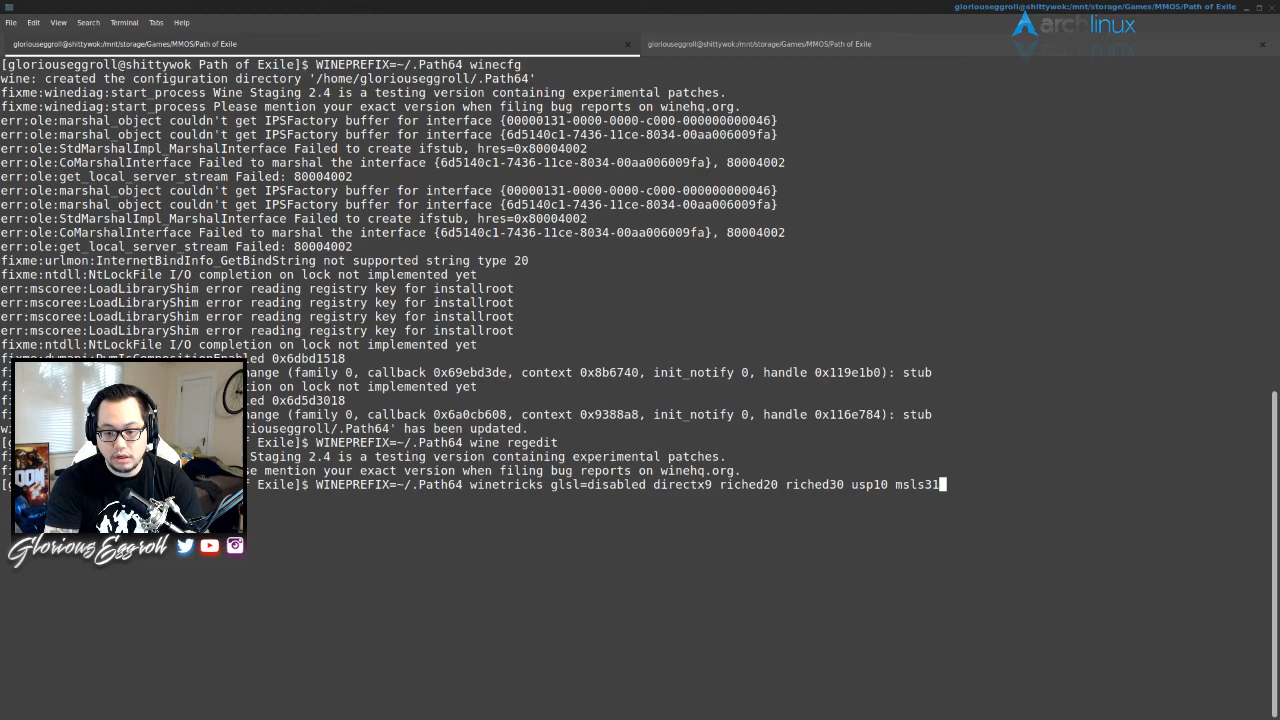 gloriouseggroll@shittywok:/mnt/storage/Games/MMOS/Path of Exile
File Edit View Search Terminal Tabs Help
archlinux
gloriouseggroll@shittywok:/mnt/storage/Games/MMOS/Path of Exile
gloriouseggroll@shittywok:/mnt/storage/Games/MMOS/Path of Exile
[gloriouseggroll@shittywok Path of Exile]$ WINEPREFIX=~/.Path64 winecfg
wine: created the configuration directory '/home/gloriouseggroll/.Path64'
fixme:winediag:start_process Wine Staging 2.4 is a testing version containing experimental patches.
fixme:winediag:start_process Please mention your exact version when filing bug reports on winehq.org.
err:ole:marshal_object couldn't get IPSFactory buffer for interface {00000131-0000-0000-c000-000000000046}
err:ole:marshal_object couldn't get IPSFactory buffer for interface {6d5140c1-7436-11ce-8034-00aa006009fa}
err:ole:StdMarshalImpl_MarshalInterface Failed to create ifstub, hres=0x80004002
err:ole:CoMarshalInterface Failed to marshal the interface {6d5140c1-7436-11ce-8034-00aa006009fa}, 80004002
err:ole:get_local_server_stream Failed: 80004002
err:ole:marshal_object couldn't get IPSFactory buffer for interface {00000131-0000-0000-c000-000000000046}
err:ole:marshal_object couldn't get IPSFactory buffer for interface {6d5140c1-7436-11ce-8034-00aa006009fa}
err:ole:StdMarshalImpl_MarshalInterface Failed to create ifstub, hres=0x80004002
err:ole:CoMarshalInterface Failed to marshal the interface {6d5140c1-7436-11ce-8034-00aa006009fa}, 80004002
err:ole:get_local_server_stream Failed: 80004002
fixme:urlmon:InternetBindInfo_GetBindString not supported string type 20
fixme:ntdll:NtLockFile I/O completion on lock not implemented yet
err:mscoree:LoadLibraryShim error reading registry key for installroot
err:mscoree:LoadLibraryShim error reading registry key for installroot
err:mscoree:LoadLibraryShim error reading registry key for installroot
fixme:ntdll:NtLockFile I/O completion on lock not implemented yet
fixme:dwmapi:DwmIsCompositionEnabled 0x6dbd1518
ange (family 0, callback 0x69ebd3de, context 0x8b6740, init_notify 0, handle 0x119e1b0): stub
ion on lock not implemented yet
ed 0x6d5d3018
ange (family 0, callback 0x6a0cb608, context 0x9388a8, init_notify 0, handle 0x116e784): stub
iouseggroll/.Path64' has been updated.
[ f Exile]$ WINEPREFIX=~/.Path64 wine regedit
Staging 2.4 is a testing version containing experimental patches.
se mention your exact version when filing bug reports on winehq.org.
[ f Exile]$ WINEPREFIX=~/.Path64 winetricks glsl=disabled directx9 riched20 riched30 usp10 msls31
DOOM
Glorious Eggroll